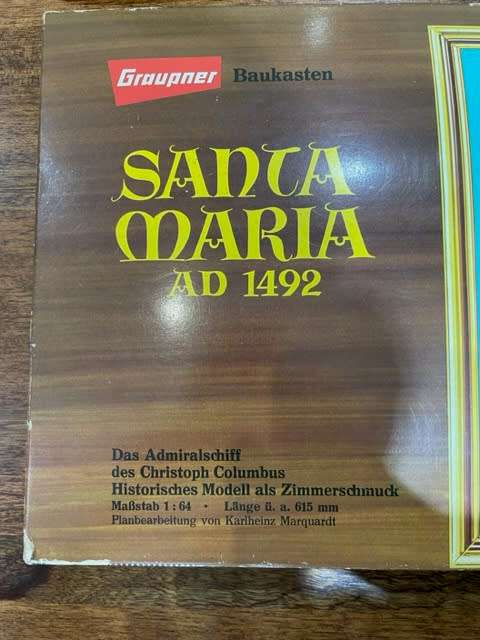 Graupner Baukasten
SANTA
MARIA
AD 1492
Das Admiralschiff
des Christoph Columbus
Historisches Modell als Zimmerschmuck
Maßstab 1 : 64 · Länge ü. a. 615 mm
Planbearbeitung von Karlheinz Marquardt